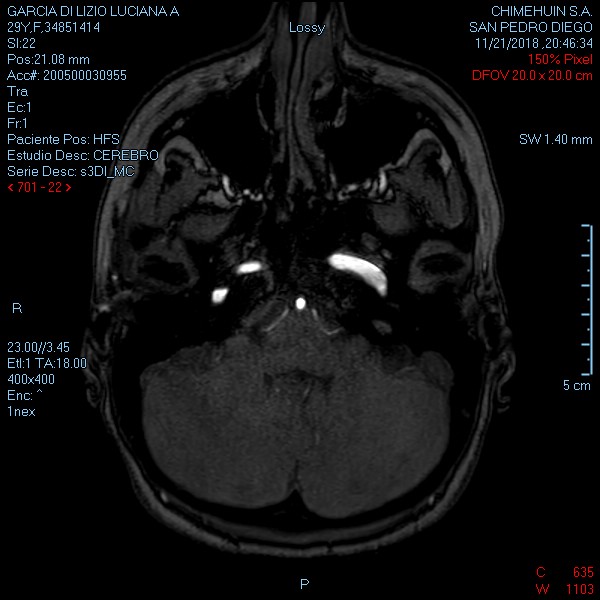 GARCIA DI LIZIO LUCIANA A
29Y,F,34851414
Sl:22
Pos:21.08 mm
Acc#: 200500030955
Tra
Ec:1
Fr:1
Paciente Pos: HFS
Estudio Desc: CEREBRO
Serie Desc: s3DI_MC
< 701 - 22 >
Lossy
CHIMEHUIN S.A.
SAN PEDRO DIEGO
11/21/2018 ,20:46:34
150% Pixel
DFOV 20.0 x 20.0 cm
SW 1.40 mm
R
23.00//3.45
Etl:1 TA:18.00
400x400
Enc: ^
1nex
5 cm
P
C 635
W 1103